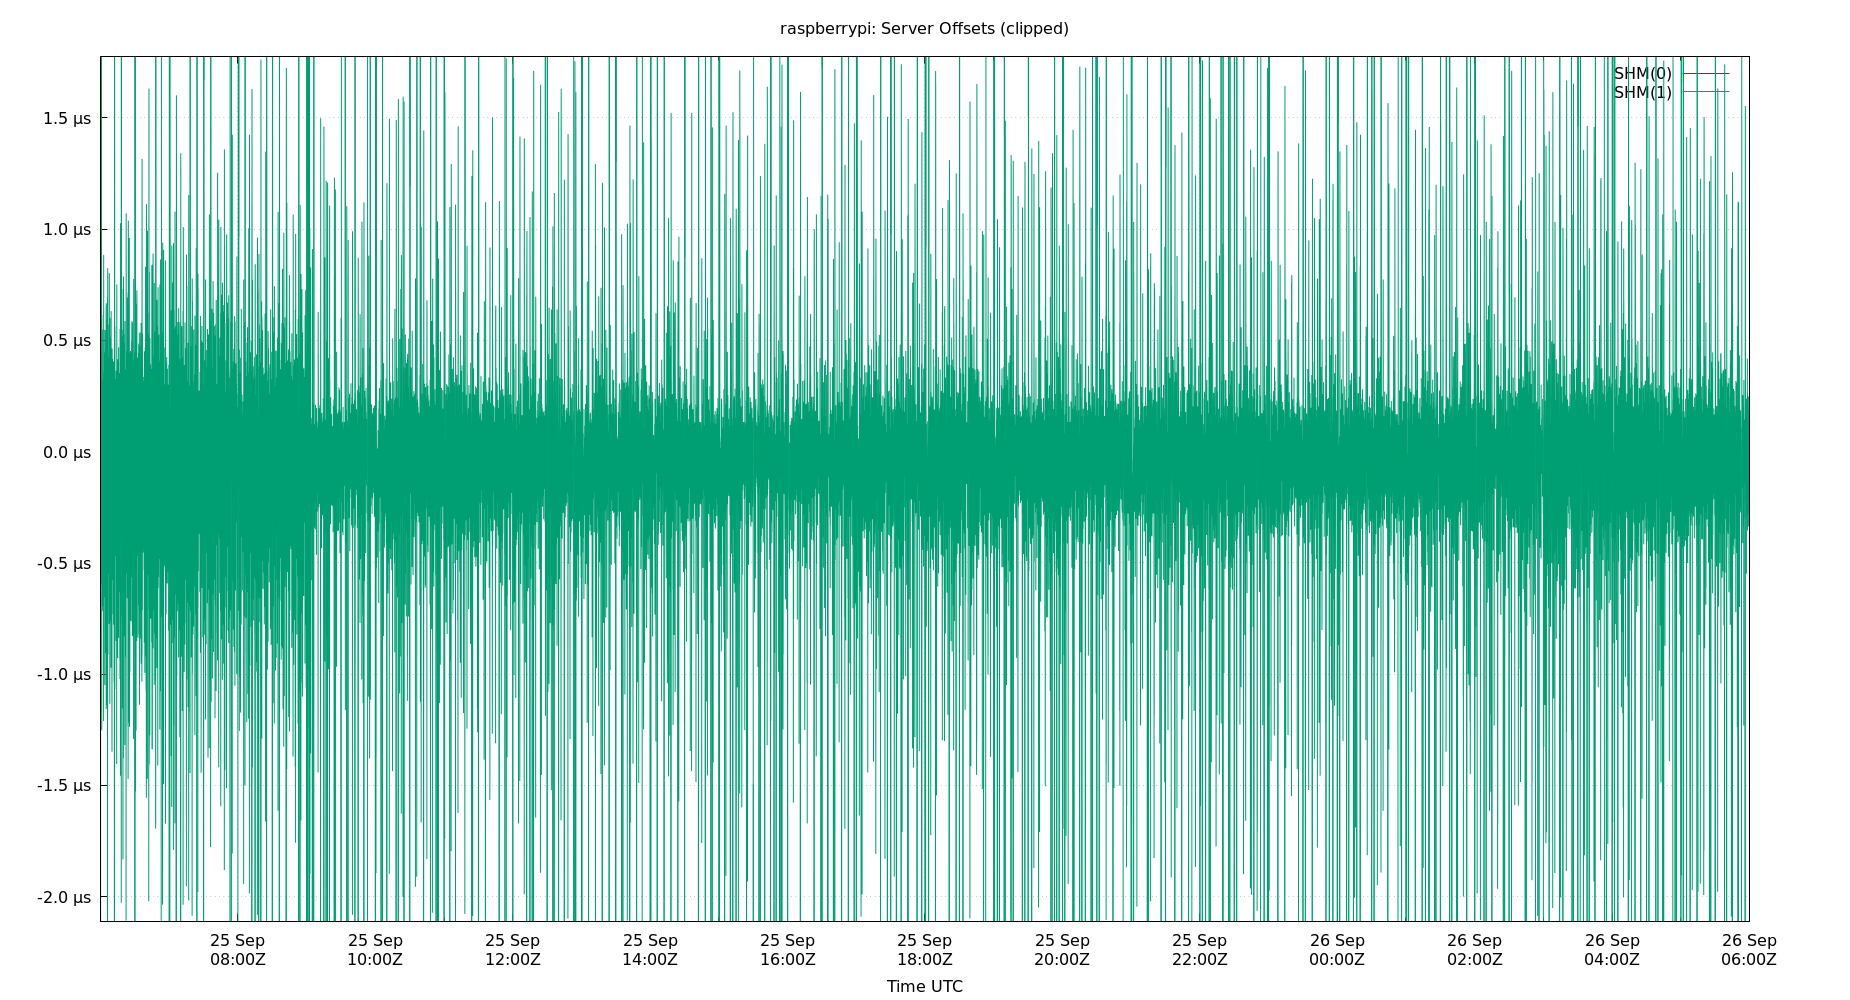 raspberrypi: Server Offsets (clipped)
SHM(0)
SHM(1)
1.5 µs
1.0 µs
0.5 µs
0.0 µs
-0.5 µs
-1.0 µs
-1.5 µs
-2.0 µs
25 Sep 25 Sep 25 Sep 25 Sep 25 Sep 25 Sep 25 Sep 25 Sep 26 Sep 26 Sep 26 Sep 26 Sep
08:00Z 10:00Z 12:00Z 14:00Z 16:00Z 18:00Z 20:00Z 22:00Z 00:00Z 02:00Z 04:00Z 06:00Z
Time UTC